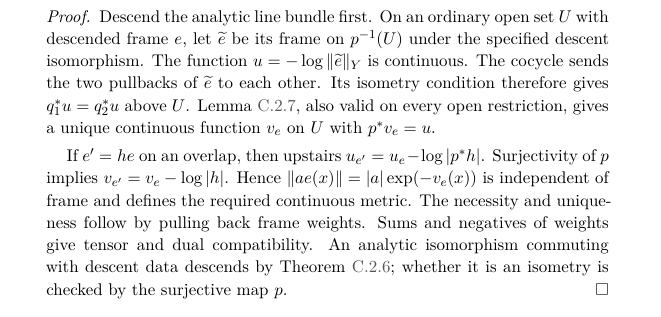 Proof. Descend the analytic line bundle first. On an ordinary open set U with
descended frame e, let ẽ be its frame on p⁻¹(U) under the specified descent
isomorphism. The function u = − log ‖ẽ‖_Y is continuous. The cocycle sends
the two pullbacks of ẽ to each other. Its isometry condition therefore gives
q₁*u = q₂*u above U. Lemma C.2.7, also valid on every open restriction, gives
a unique continuous function vₑ on U with p*vₑ = u.
If e′ = he on an overlap, then upstairs u_{e′} = uₑ − log |p*h|. Surjectivity of p
implies v_{e′} = vₑ − log |h|. Hence ‖ae(x)‖ = |a| exp(−vₑ(x)) is independent of
frame and defines the required continuous metric. The necessity and unique-
ness follow by pulling back frame weights. Sums and negatives of weights
give tensor and dual compatibility. An analytic isomorphism commuting
with descent data descends by Theorem C.2.6; whether it is an isometry is
checked by the surjective map p. □